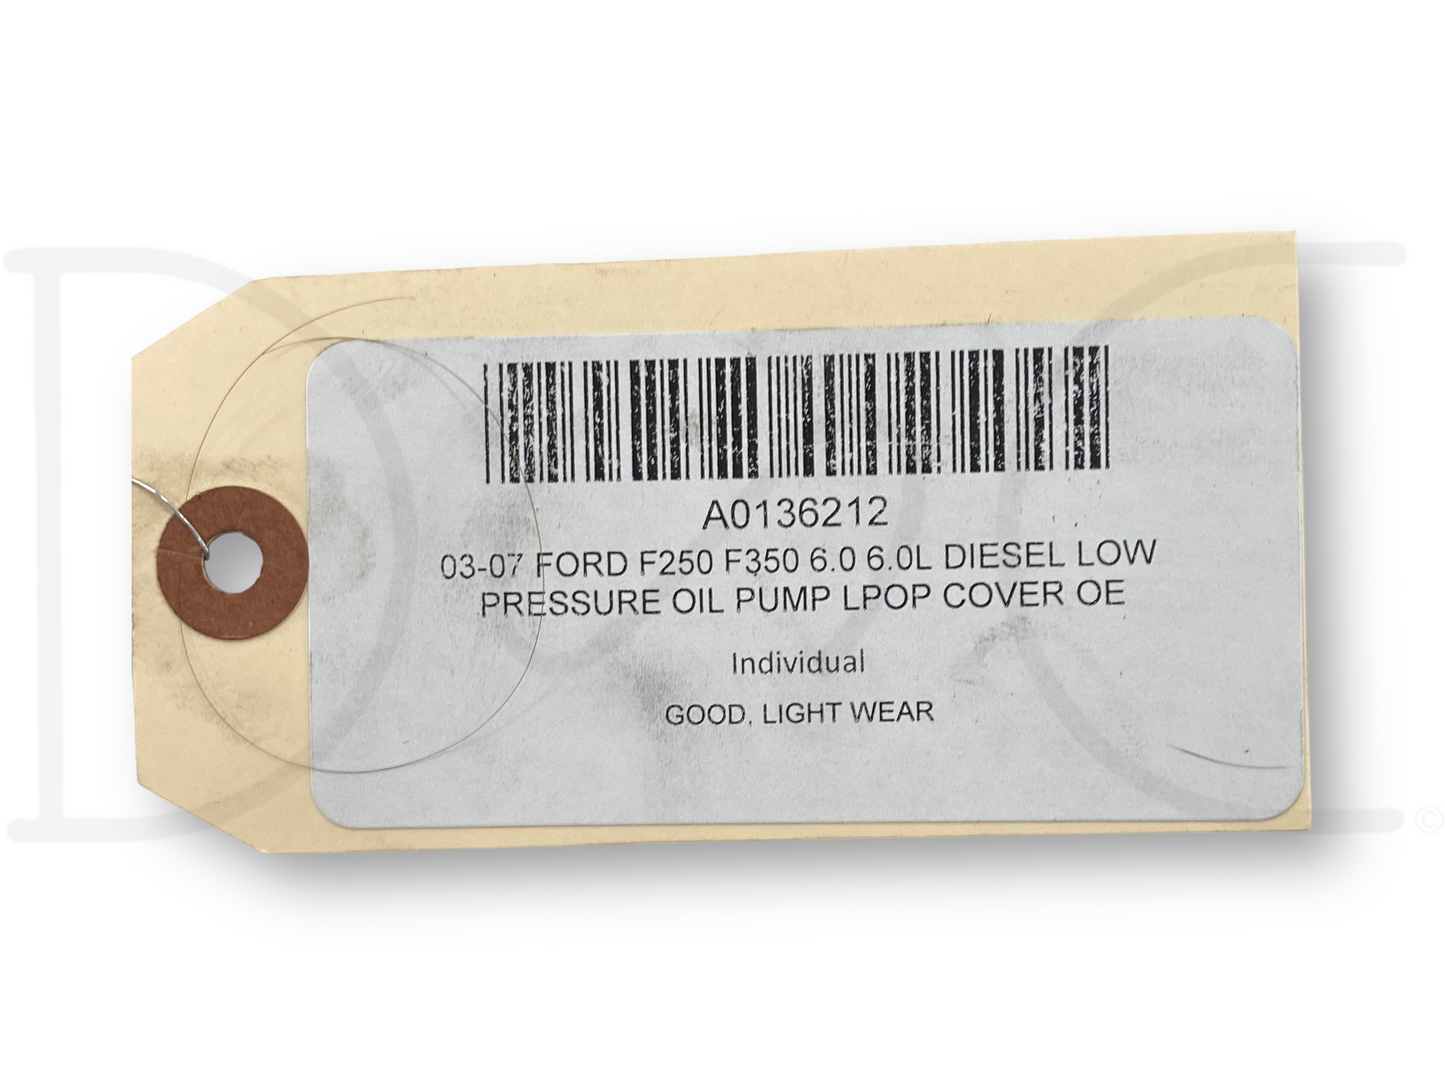 A0136212
03-07 FORD F250 F350 6.0 6.0L DIESEL LOW
PRESSURE OIL PUMP LPOP COVER OE
Individual
GOOD, LIGHT WEAR
©